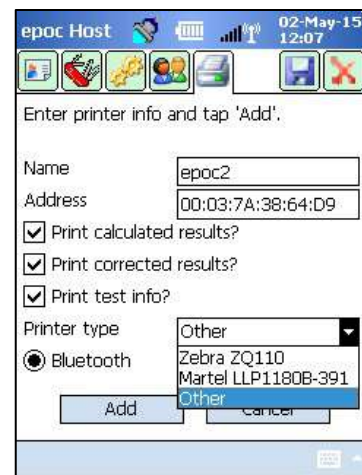 epoc Host 02-May-15
12:07
Enter printer info and tap 'Add'.
Name epoc2
Address 00:03:7A:38:64:D9
Print calculated results?
Print corrected results?
Print test info?
Printer type Other
Bluetooth Zebra ZQ110
Martel LLP1180B-391
Other
Add Cancel